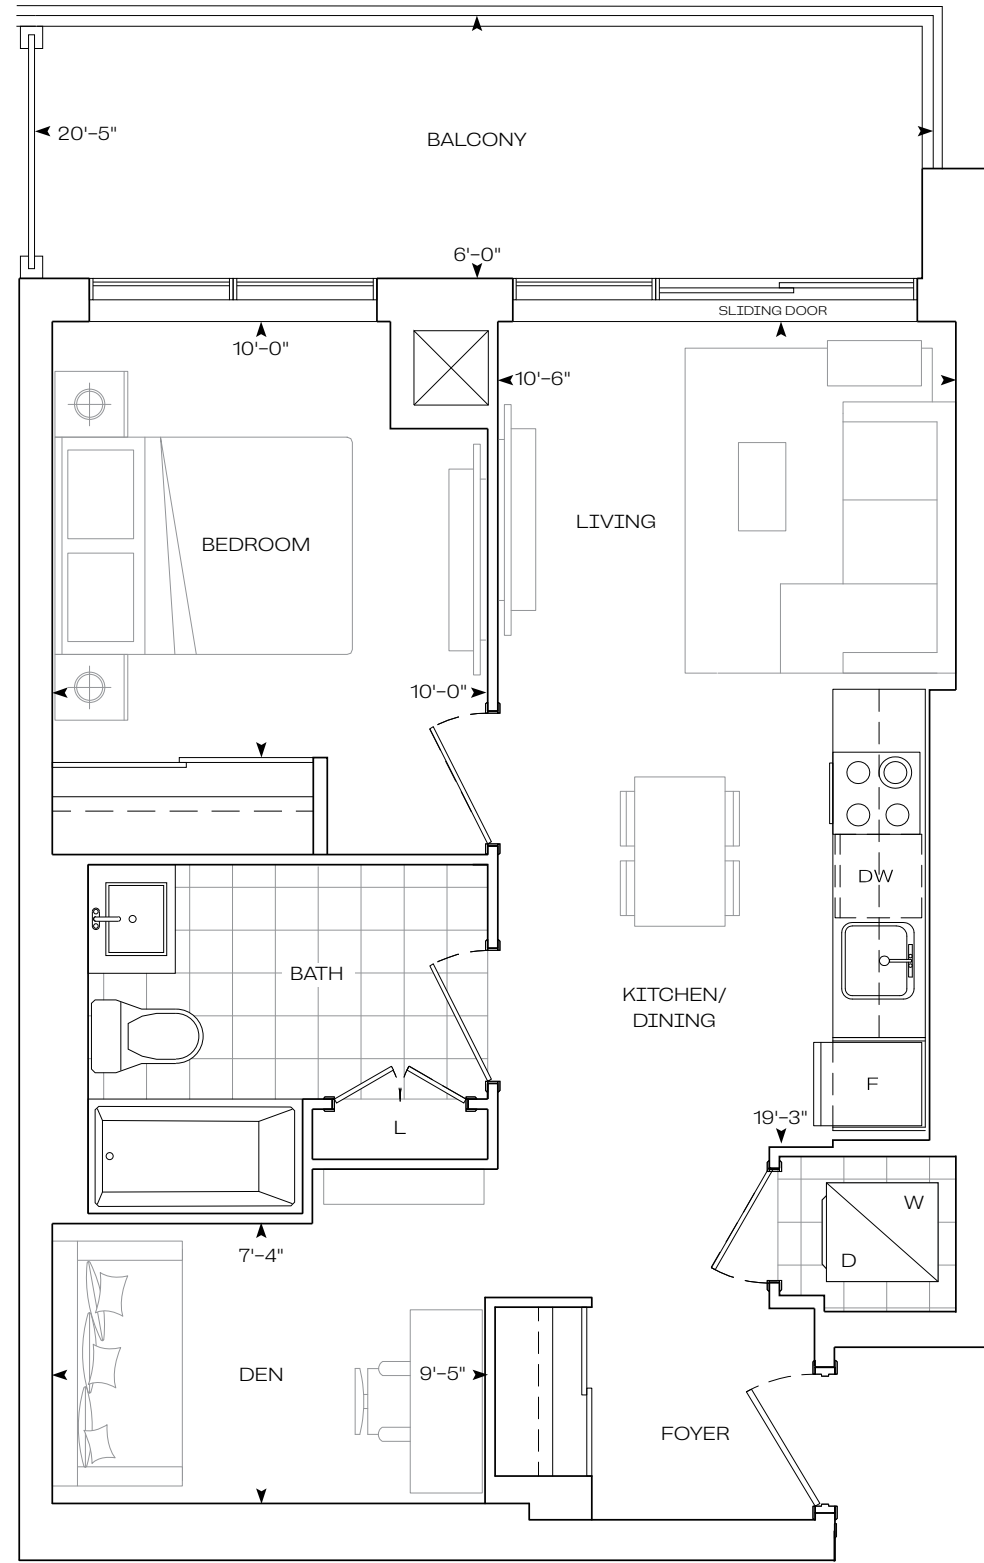 20'-5"
BALCONY
6'-0"
SLIDING DOOR
10'-0"
10'-6"
LIVING
BEDROOM
10'-0"
DW
BATH
KITCHEN/
DINING
F
19'-3"
L
W
D
7'-4"
DEN
9'-5"
FOYER